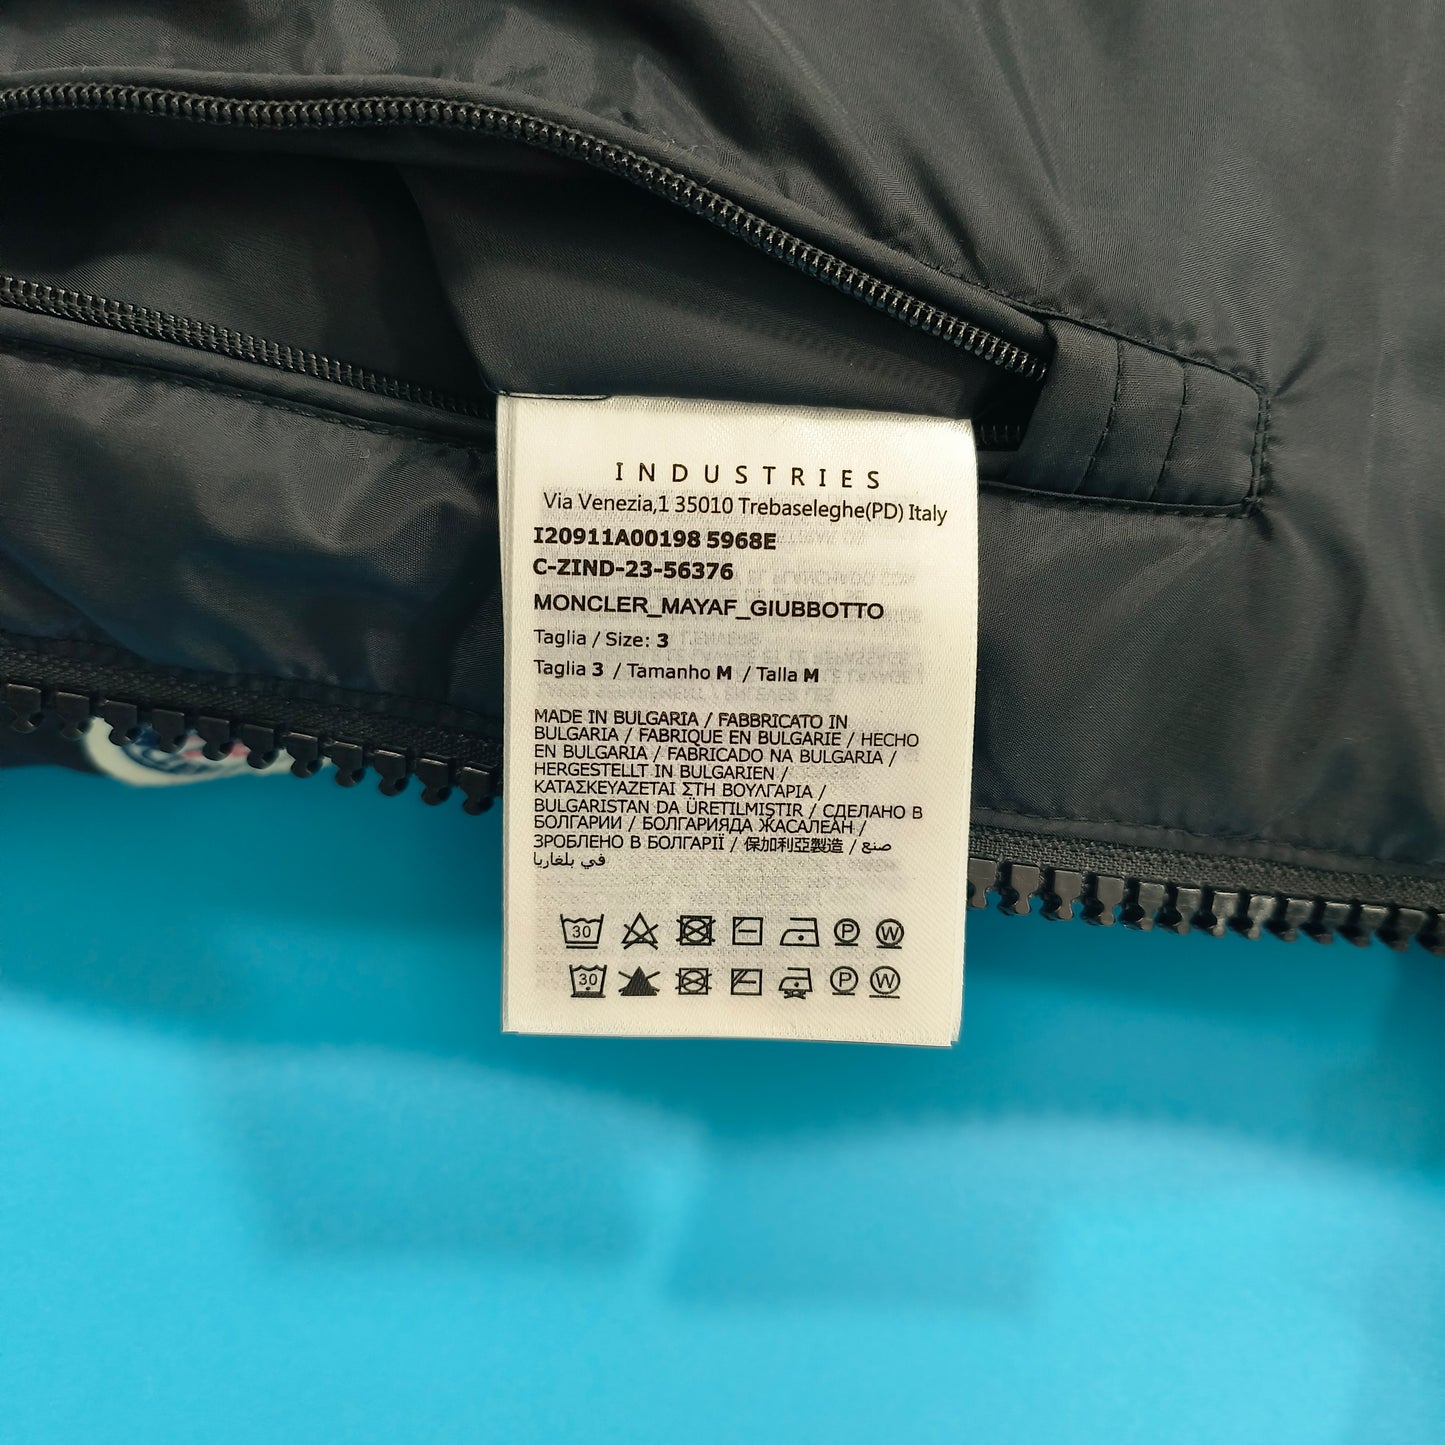 INDUSTRIES
Via Venezia,1 35010 Trebaseleghe(PD) Italy
I20911A00198 5968E
C-ZIND-23-56376
MONCLER_MAYAF_GIUBBOTTO
Taglia / Size: 3
Taglia 3 / Tamanho M / Talla M
MADE IN BULGARIA / FABBRICATO IN
BULGARIA / FABRIQUE EN BULGARIE / HECHO
EN BULGARIA / FABRICADO NA BULGARIA /
HERGESTELLT IN BULGARIEN /
ΚΑΤΑΣΚΕΥΑΖΕΤΑΙ ΣΤΗ ΒΟΥΛΓΑΡΙΑ /
BULGARISTAN DA ÜRETILMIŞTIR / СДЕЛАНО В
БОЛГАРИИ / БОЛГАРИЯДА ЖАСАЛЕАН /
ЗРОБЛЕНО В БОЛГАРІЇ / 保加利亞製造 / صنع
في بلغاريا
30 P W
30 P W